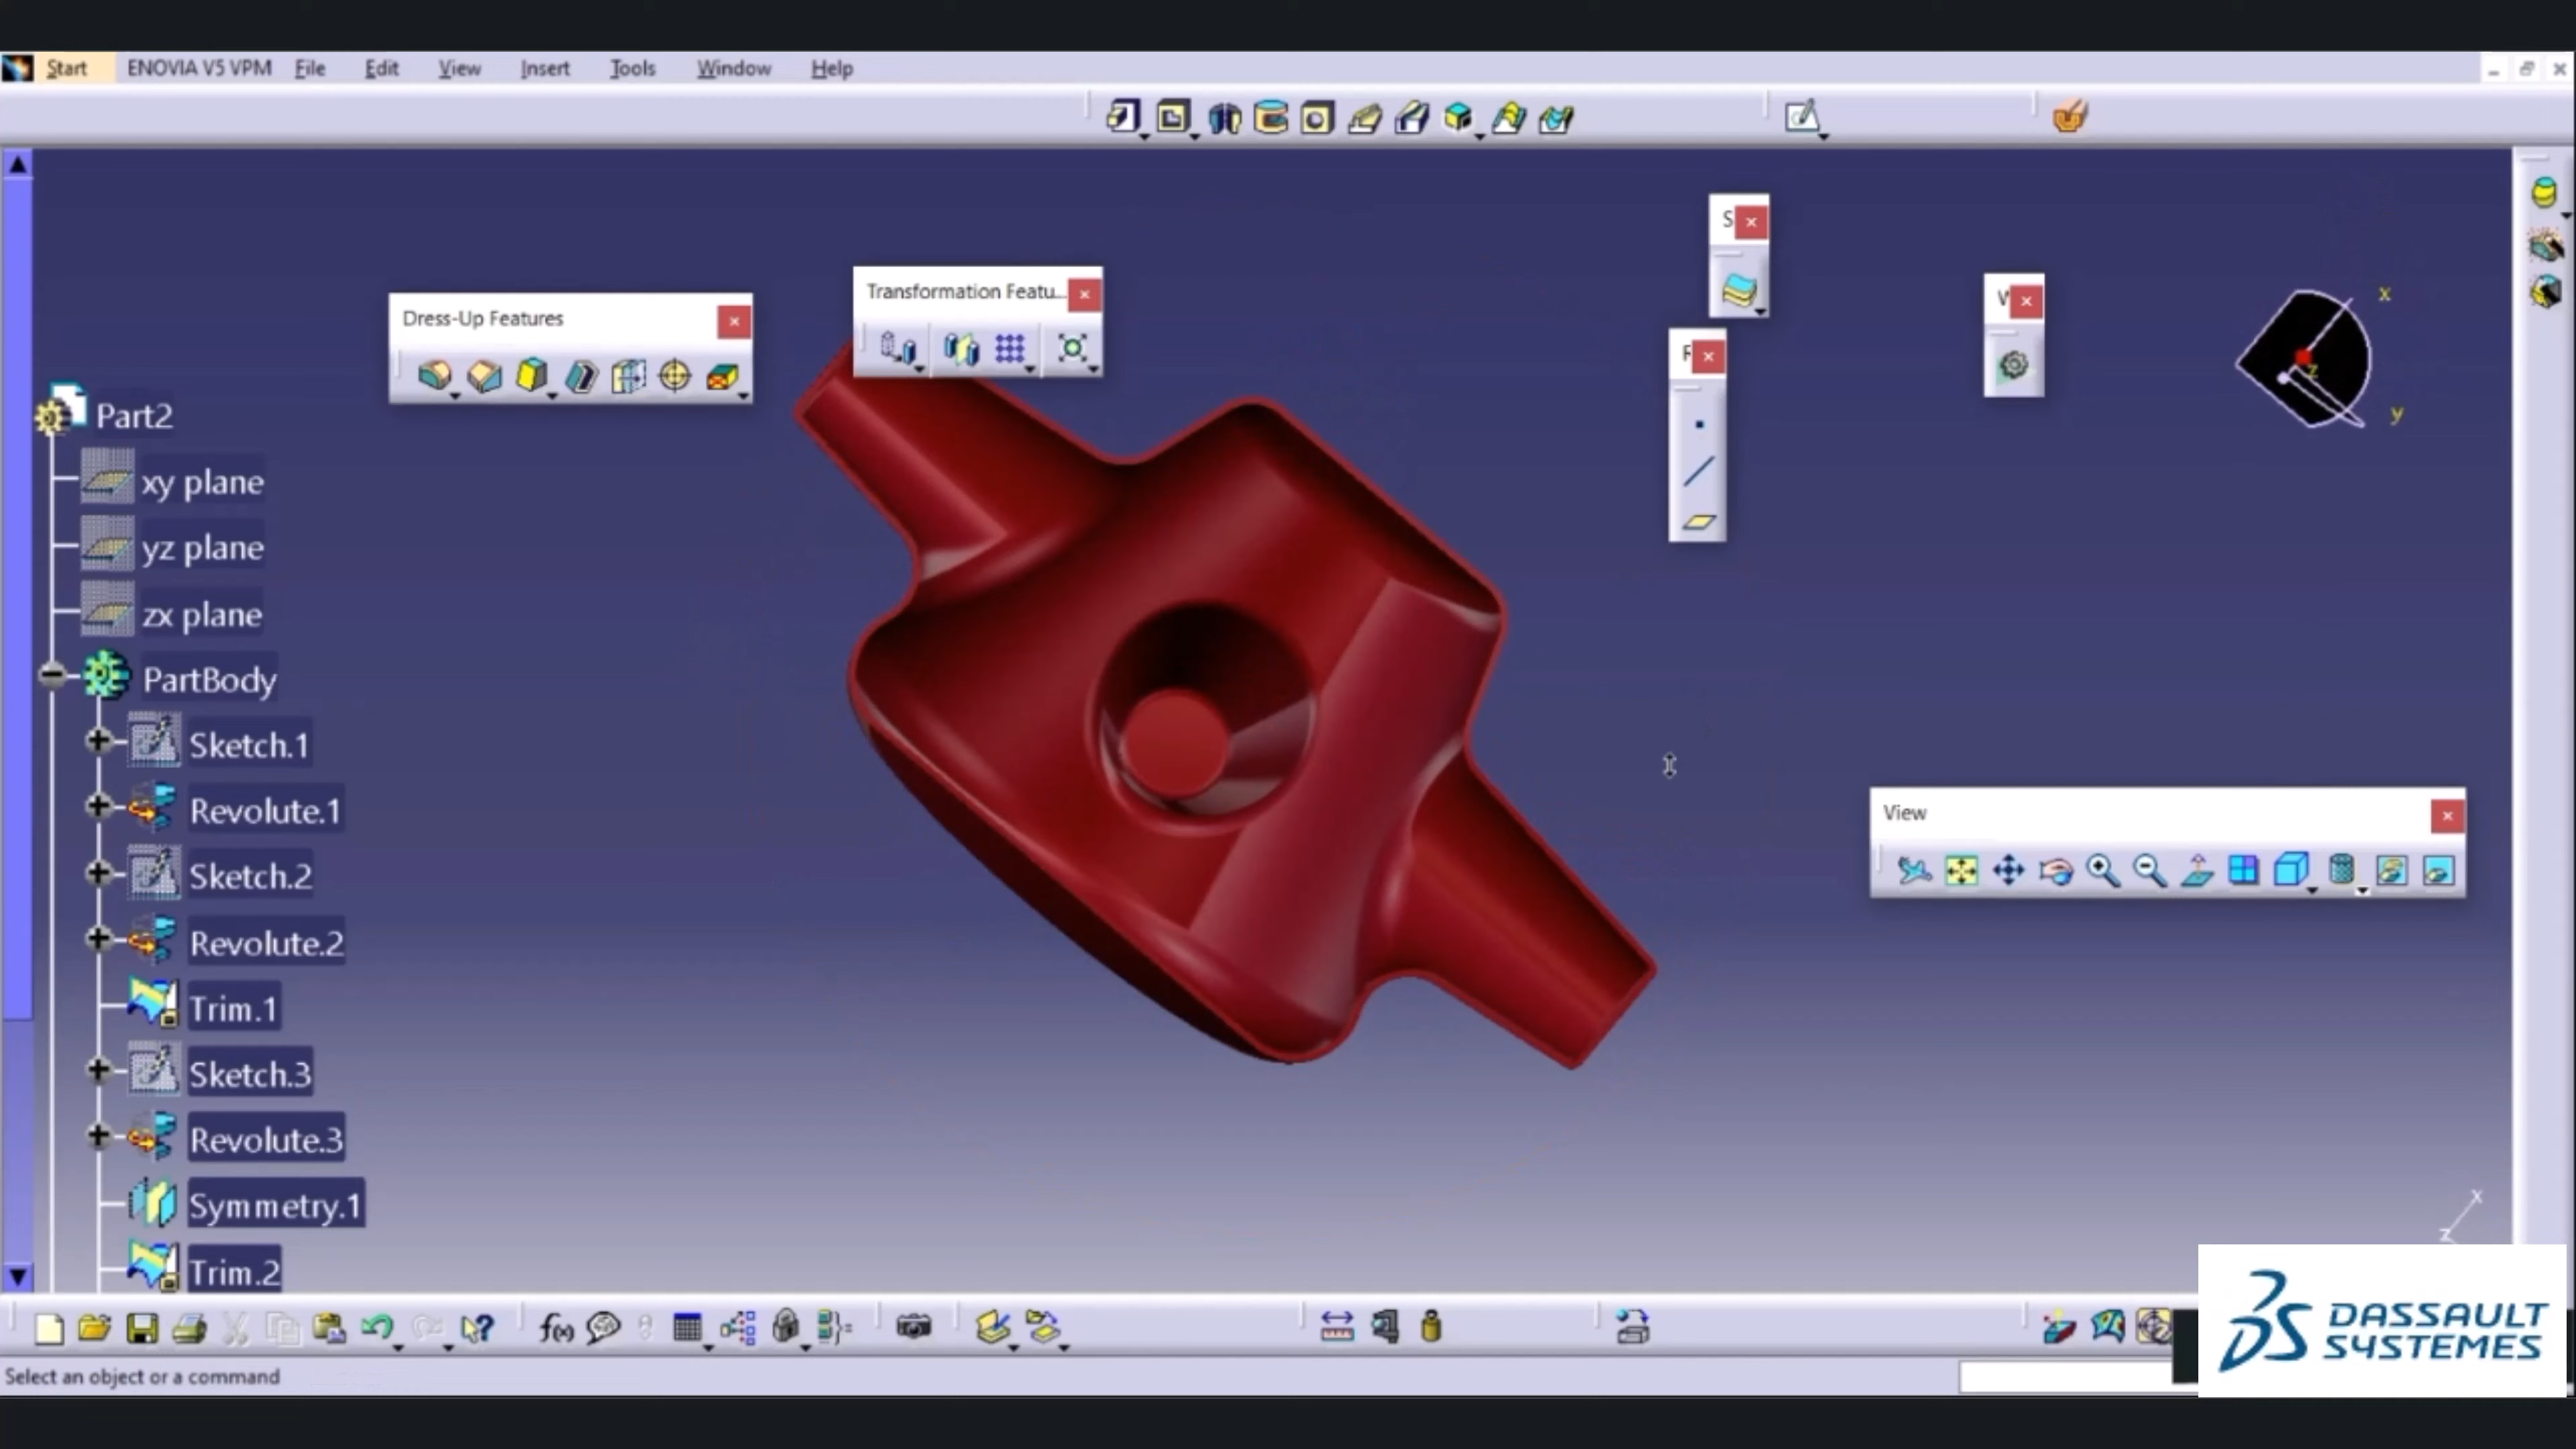 Start ENOVIA V5 VPM File Edit View Insert Tools Window Help
S
Transformation Featu...
Dress-Up Features
x
z
y
Part2
xy plane
yz plane
zx plane
PartBody
Sketch.1
Revolute.1
View
Sketch.2
Revolute.2
Trim.1
Sketch.3
Revolute.3
Symmetry.1
x
z
Trim.2
f(x)
DASSAULT
SYSTEMES
Select an object or a command